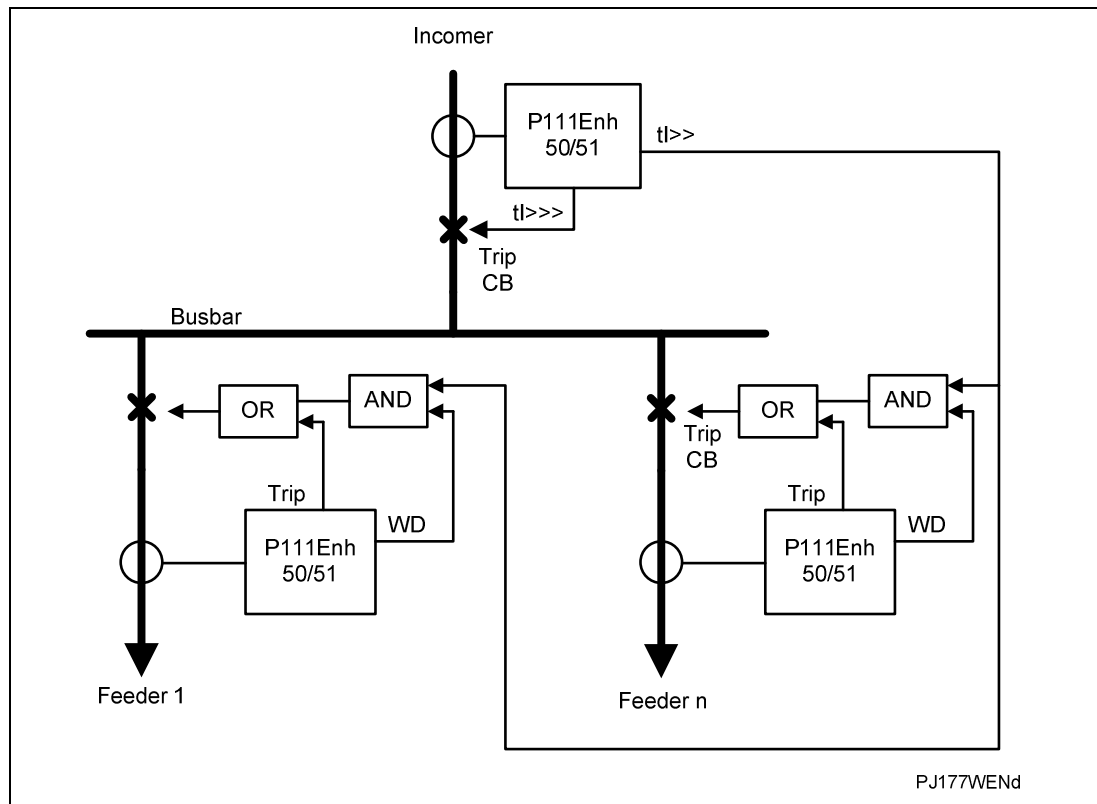 Incomer
P111Enh
50/51
tI>>
tI>>>
Trip
CB
Busbar
OR
AND
Trip
WD
P111Enh
50/51
Feeder 1
OR
AND
Trip
CB
Trip
WD
P111Enh
50/51
Feeder n
PJ177WENd